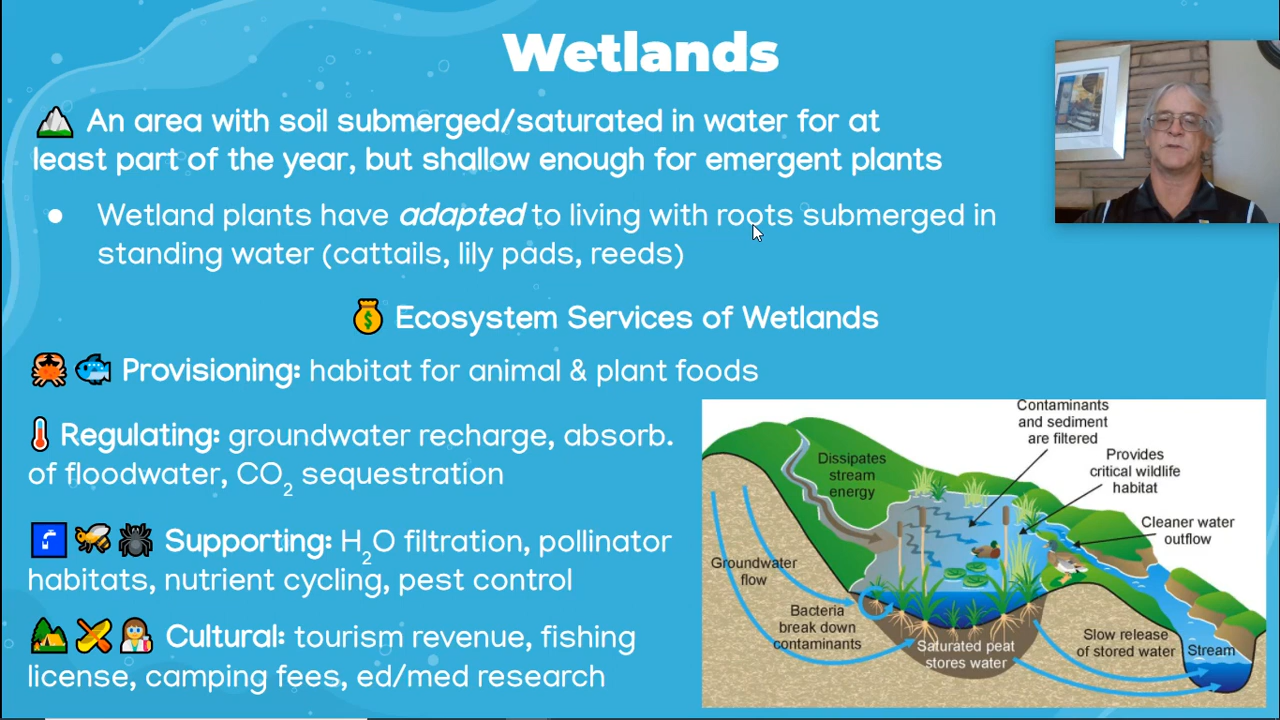 Wetlands
An area with soil submerged/saturated in water for at
least part of the year, but shallow enough for emergent plants
● Wetland plants have adapted to living with roots submerged in
standing water (cattails, lily pads, reeds)
Ecosystem Services of Wetlands
Provisioning: habitat for animal & plant foods
Regulating: groundwater recharge, absorb.
of floodwater, CO₂ sequestration
Supporting: H₂O filtration, pollinator
habitats, nutrient cycling, pest control
Cultural: tourism revenue, fishing
license, camping fees, ed/med research
Contaminants
and sediment
are filtered
Dissipates
stream
energy
Provides
critical wildlife
habitat
Cleaner water
outflow
Groundwater
flow
Bacteria
break down
contaminants
Saturated peat
stores water
Slow release
of stored water
Stream